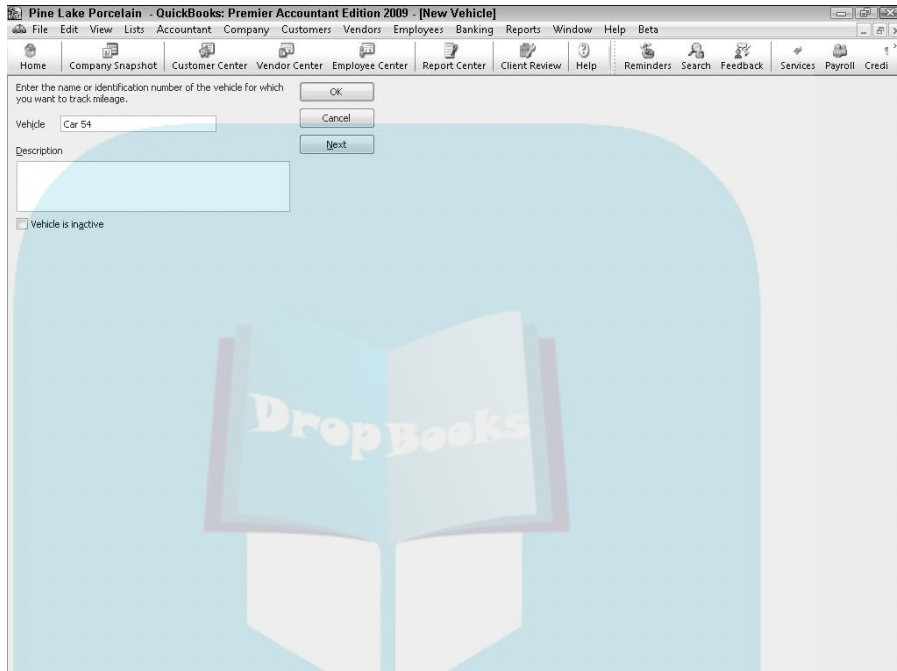 Pine Lake Porcelain - QuickBooks: Premier Accountant Edition 2009 - [New Vehicle]
File Edit View Lists Accountant Company Customers Vendors Employees Banking Reports Window Help Beta
Home Company Snapshot Customer Center Vendor Center Employee Center Report Center Client Review Help Reminders Search Feedback Services Payroll Credi
Enter the name or identification number of the vehicle for which
you want to track mileage.
OK
Vehicle Car 54
Cancel
Next
Description
Vehicle is inactive
DropBooks